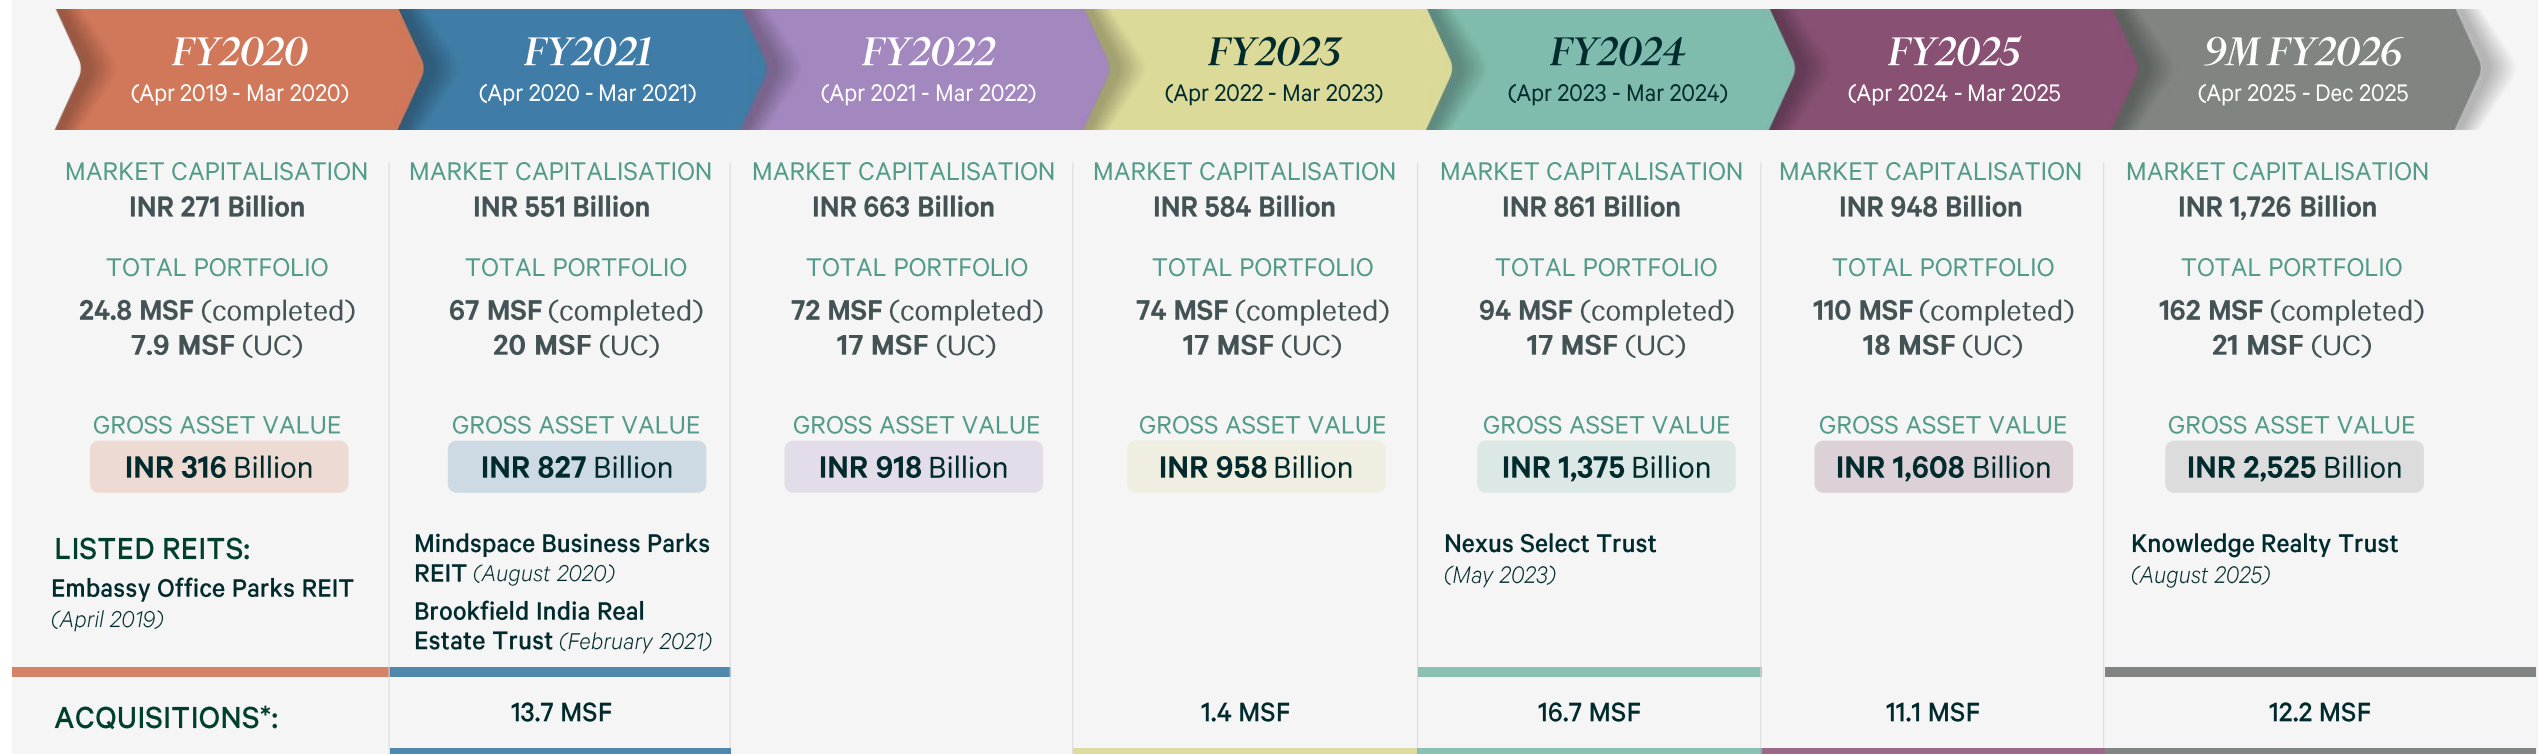 FY2020
(Apr 2019 - Mar 2020)
FY2021
(Apr 2020 - Mar 2021)
FY2022
(Apr 2021 - Mar 2022)
FY2023
(Apr 2022 - Mar 2023)
FY2024
(Apr 2023 - Mar 2024)
FY2025
(Apr 2024 - Mar 2025
9M FY2026
(Apr 2025 - Dec 2025
MARKET CAPITALISATION
INR 271 Billion
TOTAL PORTFOLIO
24.8 MSF (completed)
7.9 MSF (UC)
GROSS ASSET VALUE
INR 316 Billion
LISTED REITS:
Embassy Office Parks REIT
(April 2019)
MARKET CAPITALISATION
INR 551 Billion
TOTAL PORTFOLIO
67 MSF (completed)
20 MSF (UC)
GROSS ASSET VALUE
INR 827 Billion
Mindspace Business Parks
REIT (August 2020)
Brookfield India Real
Estate Trust (February 2021)
MARKET CAPITALISATION
INR 663 Billion
TOTAL PORTFOLIO
72 MSF (completed)
17 MSF (UC)
GROSS ASSET VALUE
INR 918 Billion
MARKET CAPITALISATION
INR 584 Billion
TOTAL PORTFOLIO
74 MSF (completed)
17 MSF (UC)
GROSS ASSET VALUE
INR 958 Billion
MARKET CAPITALISATION
INR 861 Billion
TOTAL PORTFOLIO
94 MSF (completed)
17 MSF (UC)
GROSS ASSET VALUE
INR 1,375 Billion
Nexus Select Trust
(May 2023)
MARKET CAPITALISATION
INR 948 Billion
TOTAL PORTFOLIO
110 MSF (completed)
18 MSF (UC)
GROSS ASSET VALUE
INR 1,608 Billion
MARKET CAPITALISATION
INR 1,726 Billion
TOTAL PORTFOLIO
162 MSF (completed)
21 MSF (UC)
GROSS ASSET VALUE
INR 2,525 Billion
Knowledge Realty Trust
(August 2025)
ACQUISITIONS*:
13.7 MSF
1.4 MSF
16.7 MSF
11.1 MSF
12.2 MSF